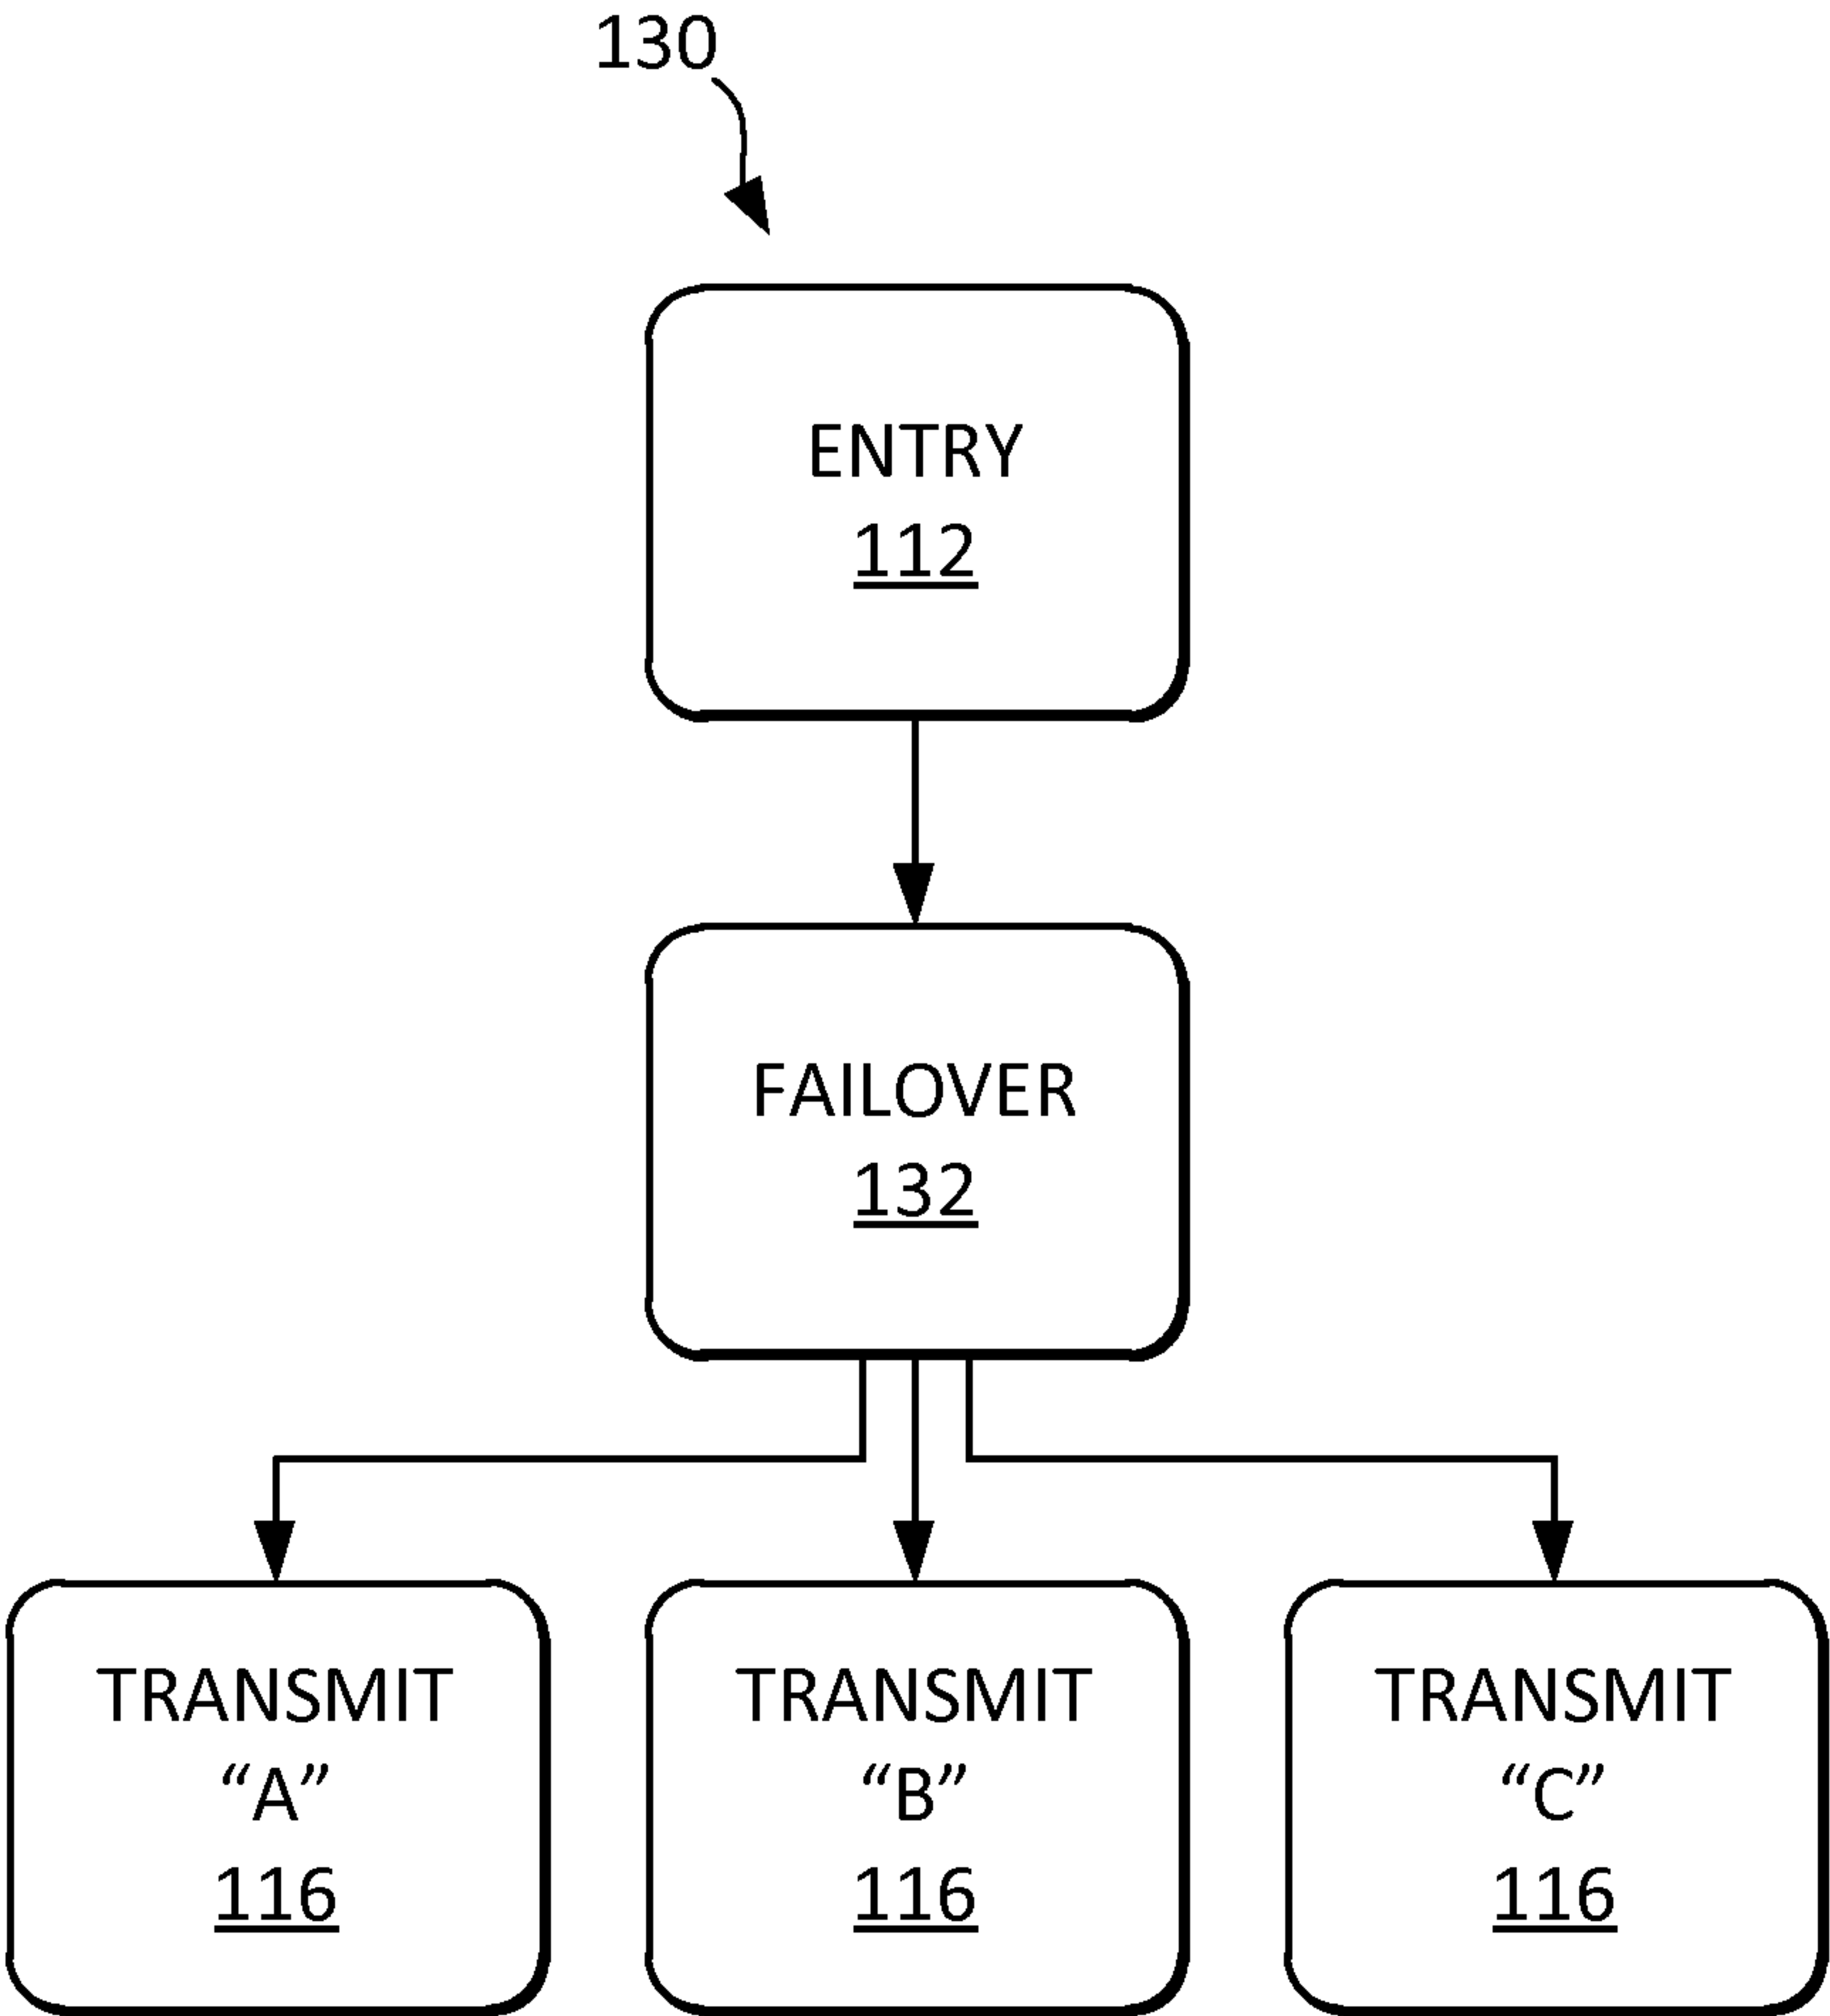 130
ENTRY
112
FAILOVER
132
TRANSMIT
“A”
116
TRANSMIT
“B”
116
TRANSMIT
“C”
116